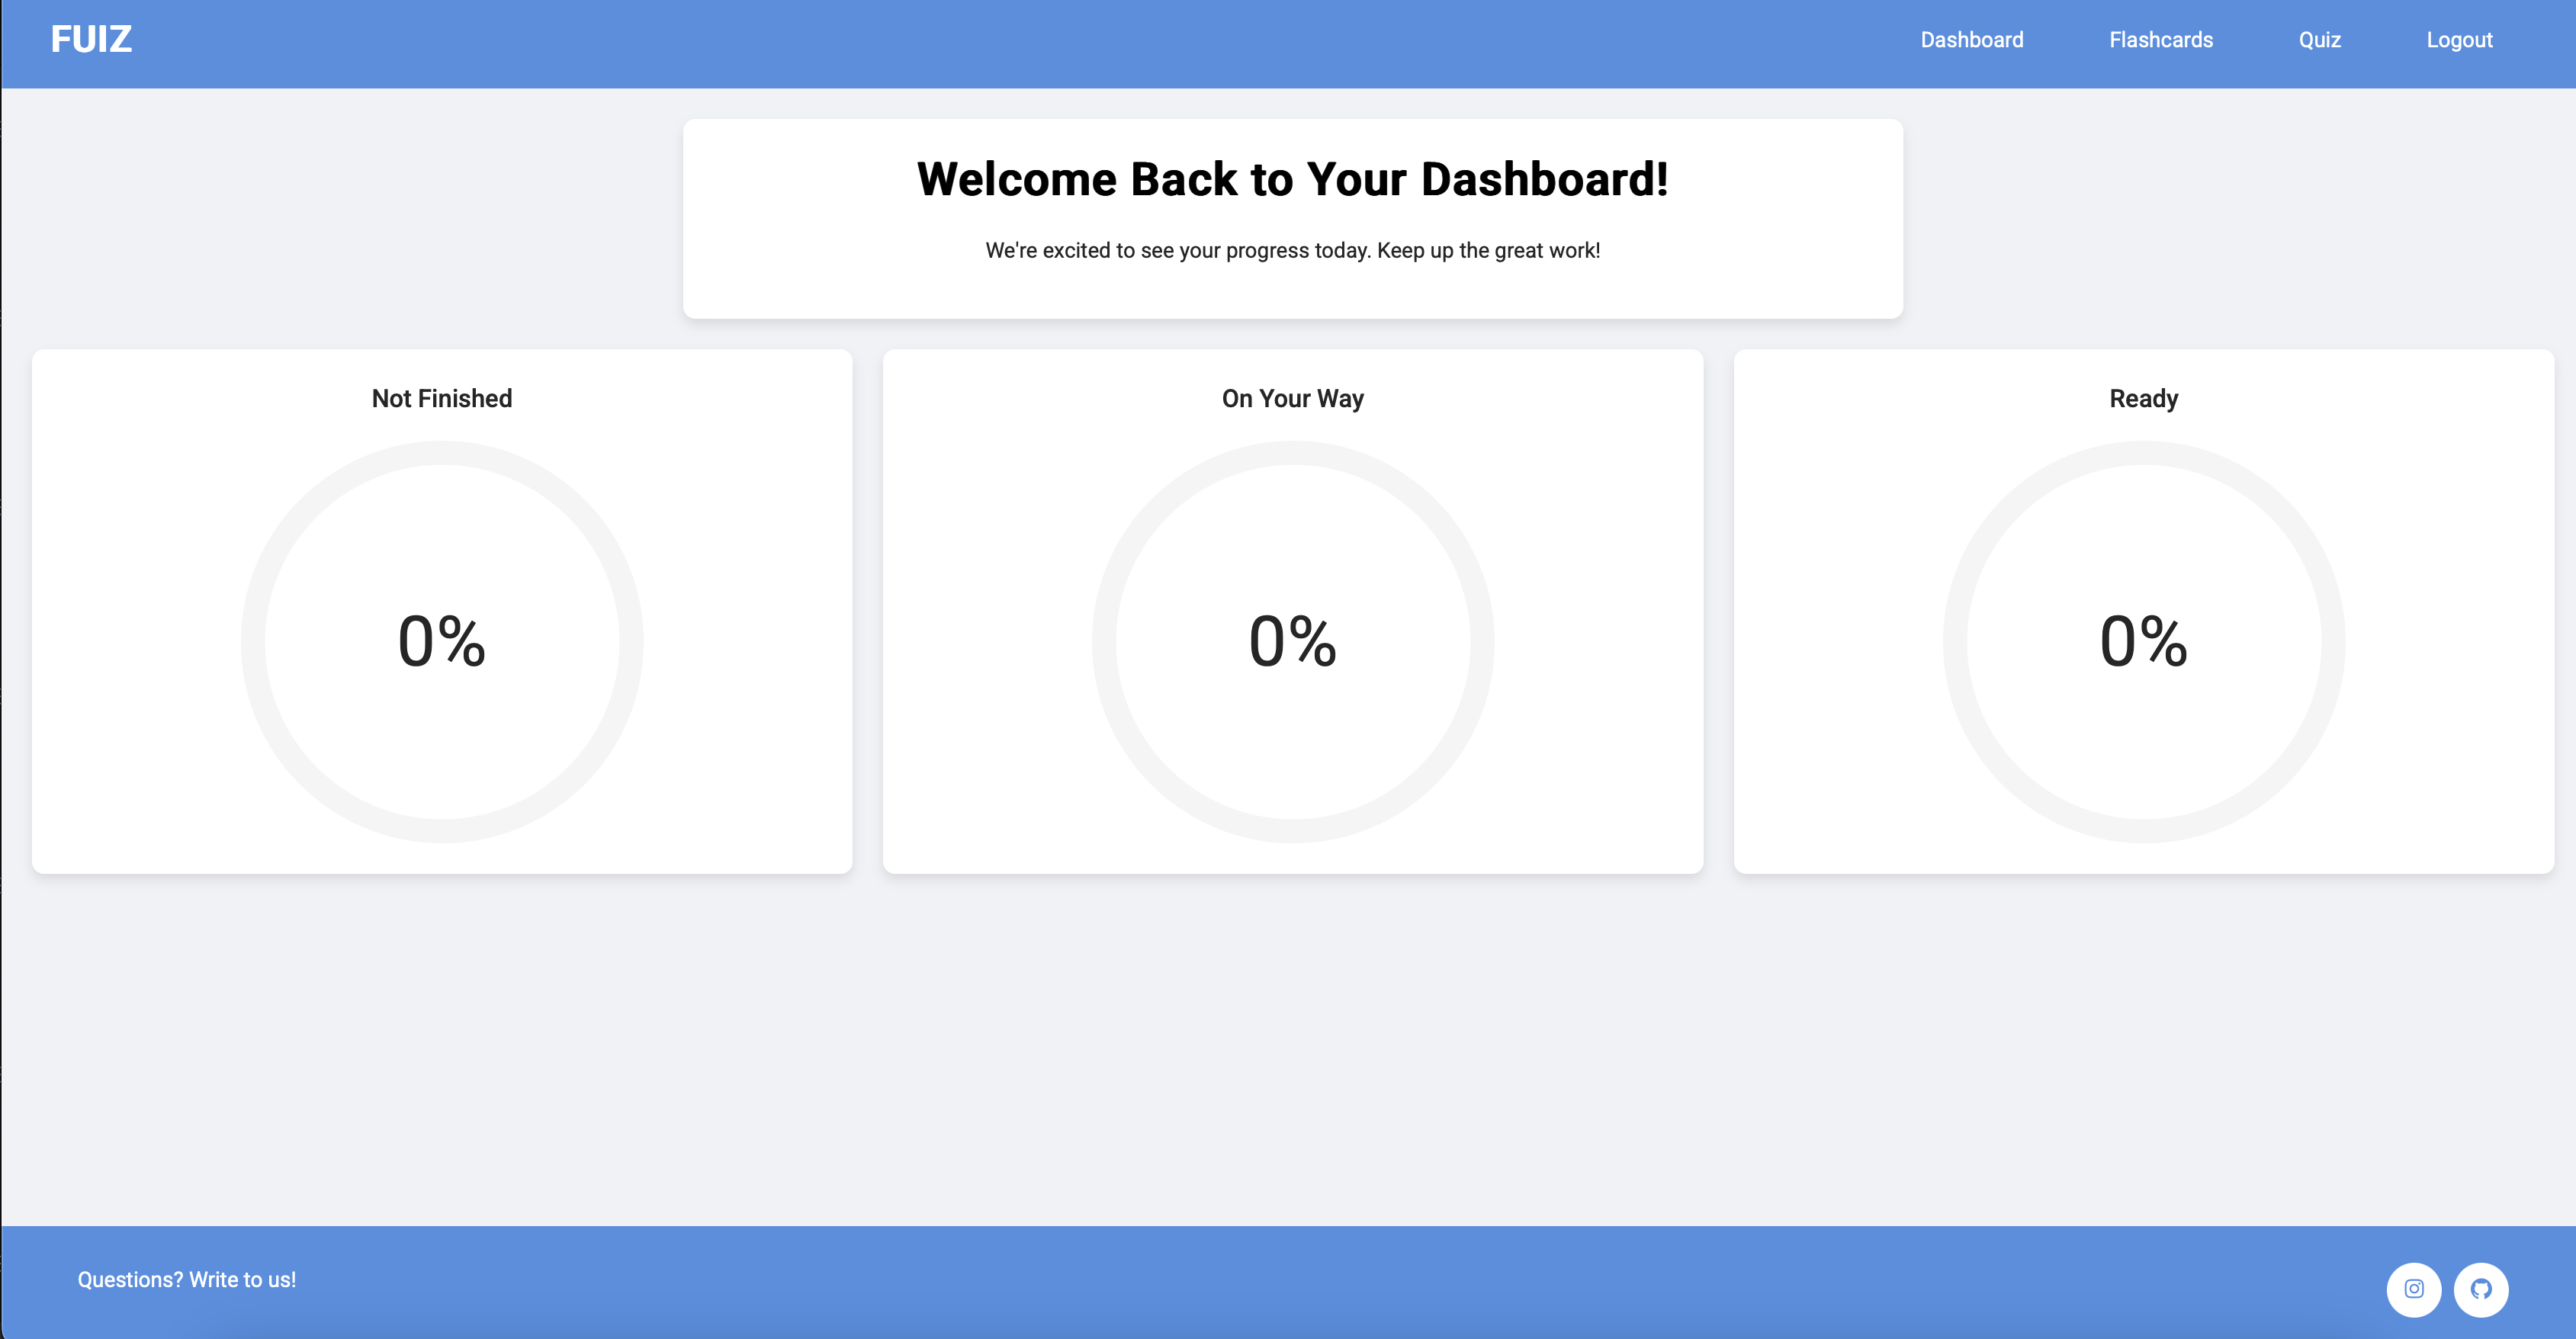 FUIZ
Dashboard Flashcards Quiz Logout
Welcome Back to Your Dashboard!
We're excited to see your progress today. Keep up the great work!
Not Finished
On Your Way
Ready
0%
0%
0%
Questions? Write to us!